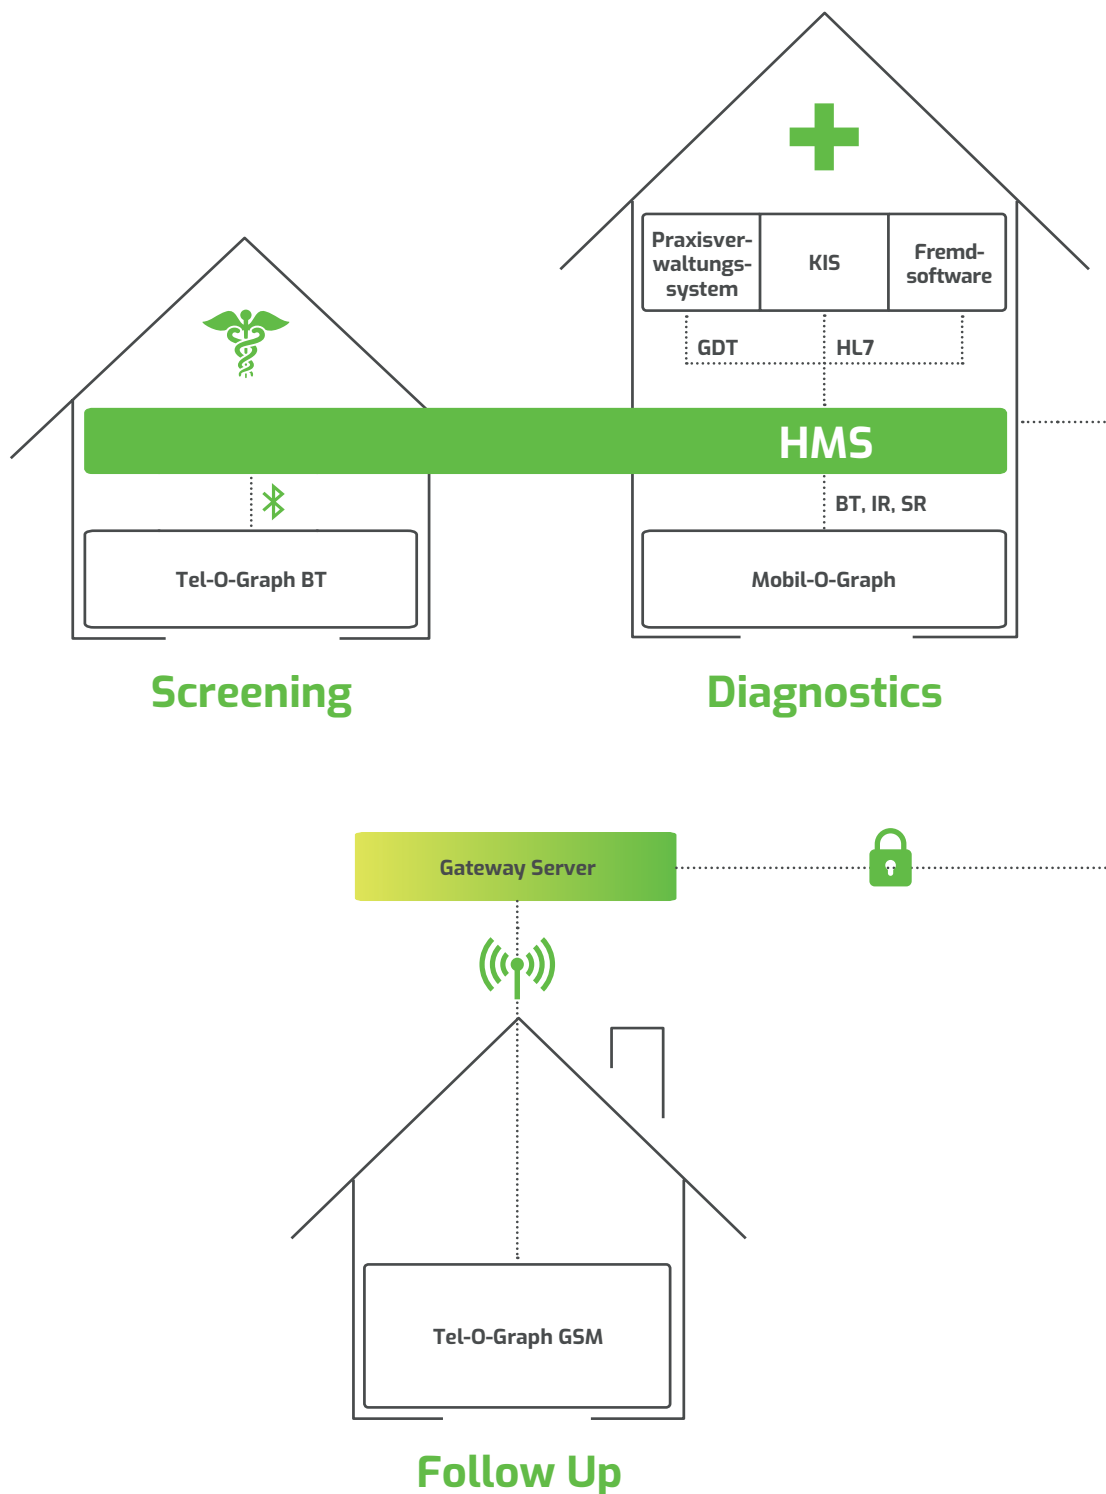 Praxisver-
waltungs-
system
KIS
Fremd-
software
GDT
HL7
HMS
BT, IR, SR
Tel-O-Graph BT
Mobil-O-Graph
Screening
Diagnostics
Gateway Server
Tel-O-Graph GSM
Follow Up